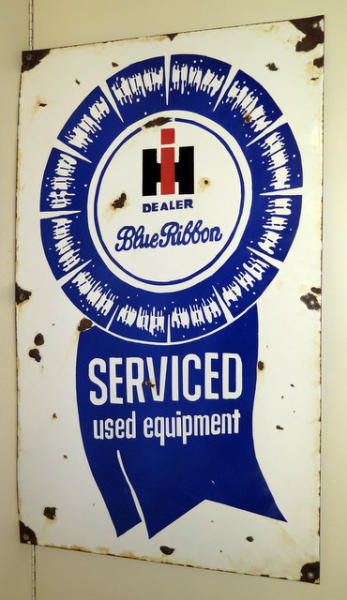 IH
DEALER
Blue Ribbon
SERVICED
used equipment